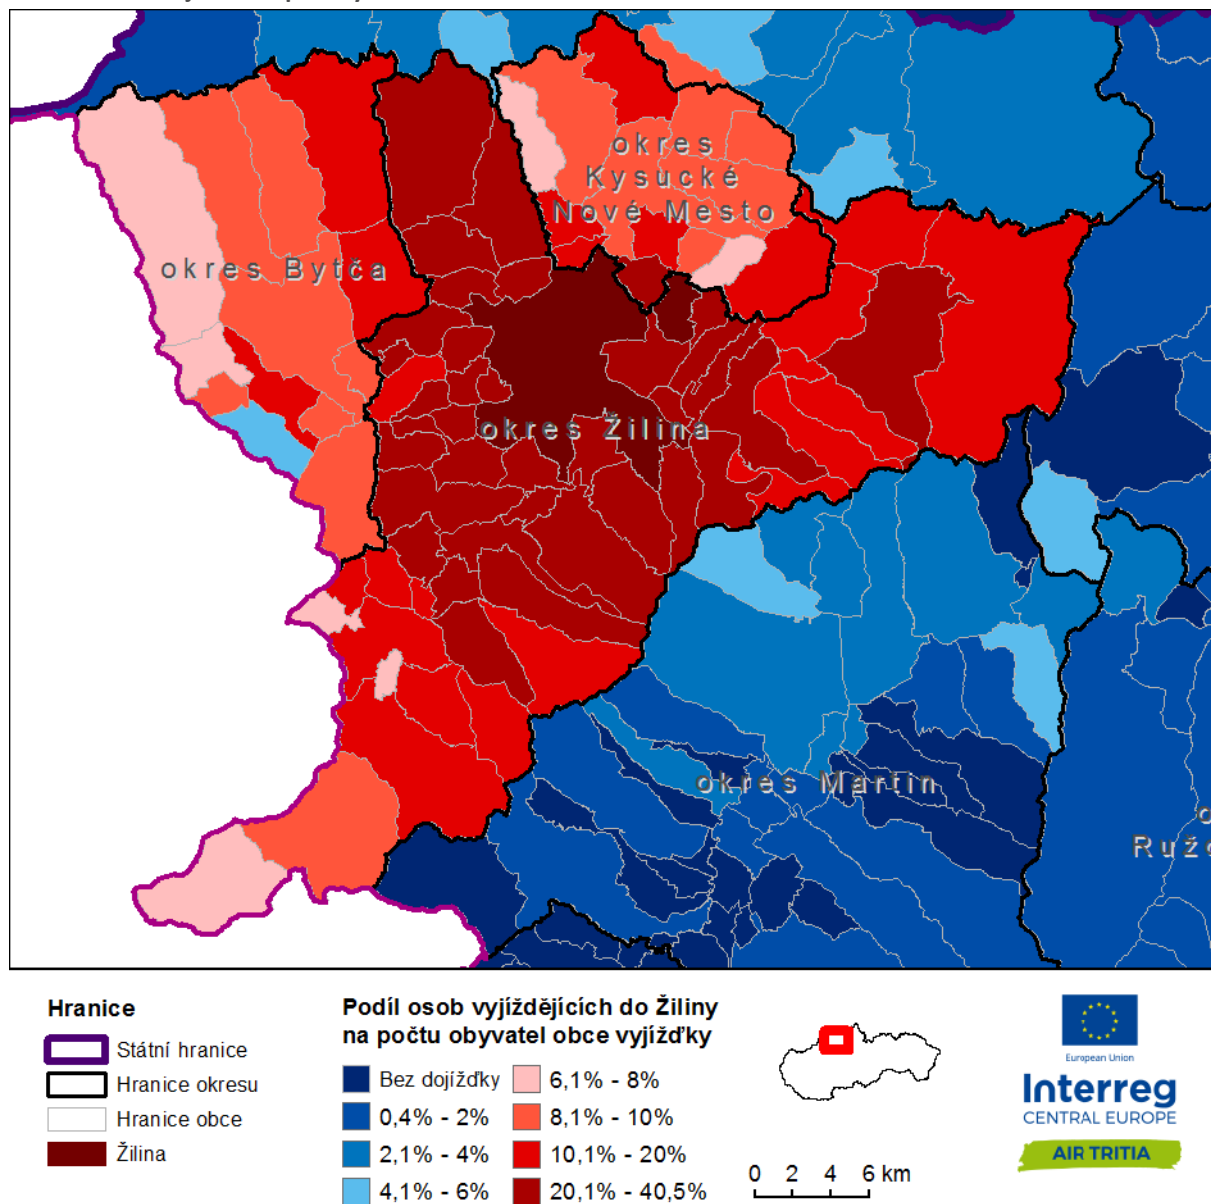 okres
Kysucké
Nové Mesto
okres Bytča
okres Žilina
okres Martin
Hranice
Státní hranice
Hranice okresu
Hranice obce
Žilina
Podíl osob vyjíždějících do Žiliny
na počtu obyvatel obce vyjížďky
Bez dojížďky
0,4% - 2%
2,1% - 4%
4,1% - 6%
6,1% - 8%
8,1% - 10%
10,1% - 20%
20,1% - 40,5%
0 2 4 6 km
European Union
Interreg
CENTRAL EUROPE
AIR TRITIA